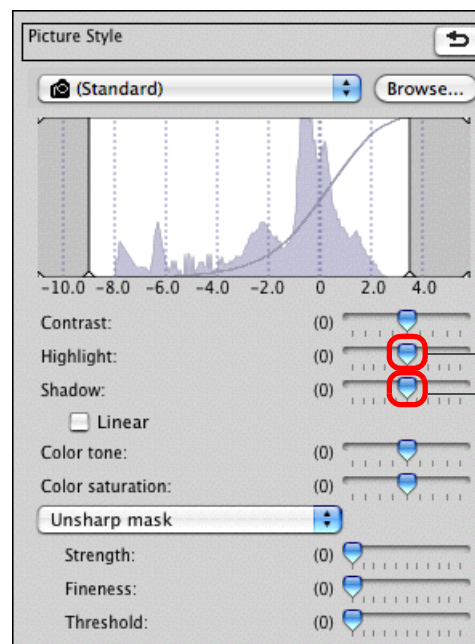 Picture Style
(Standard) Browse...
-10.0 -8.0 -6.0 -4.0 -2.0 0 2.0 4.0
Contrast: (0)
Highlight: (0)
Shadow: (0)
Linear
Color tone: (0)
Color saturation: (0)
Unsharp mask
Strength: (0)
Fineness: (0)
Threshold: (0)